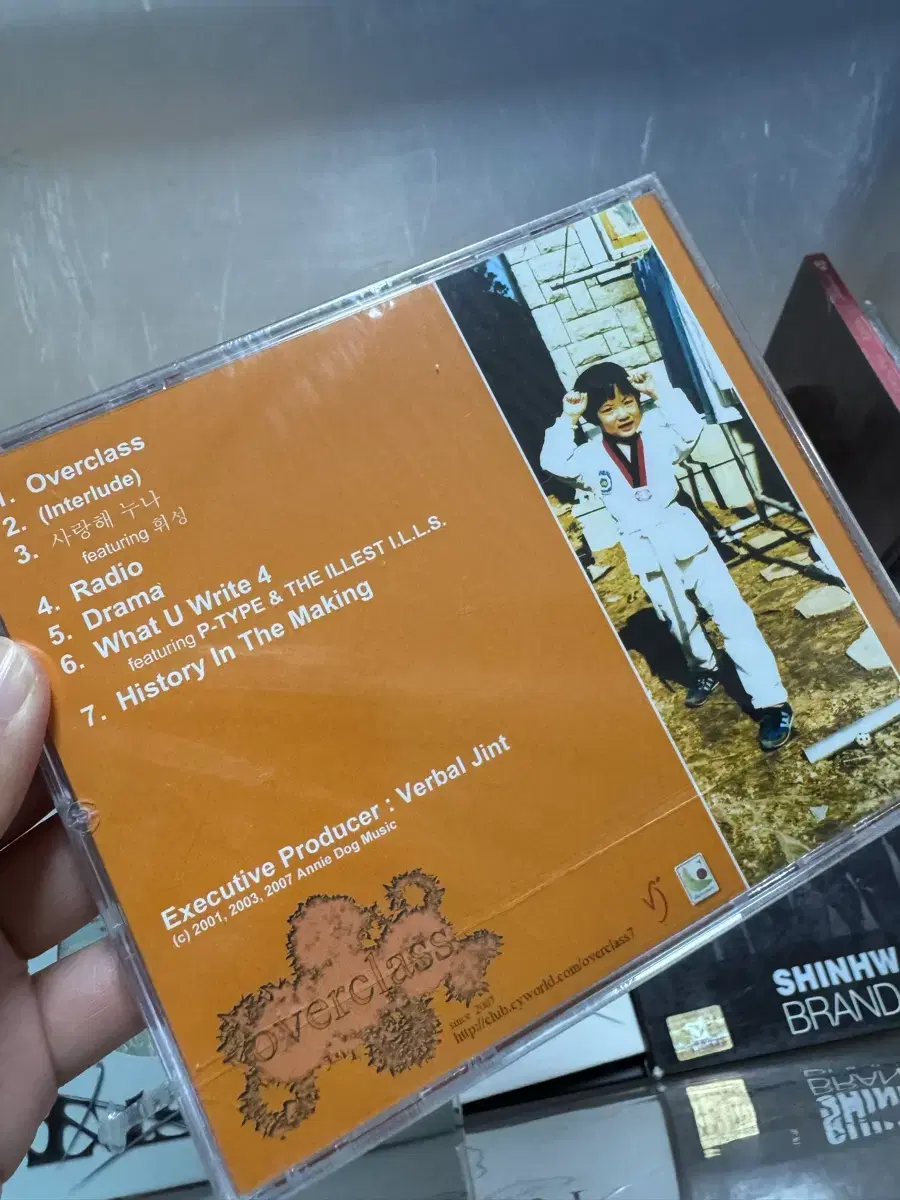 1. Overclass
2. (Interlude)
3. 사랑해 누나
featuring 휘성
4. Radio
5. Drama
6. What U Write 4
featuring P-TYPE & THE ILLEST I.L.L.S.
7. History In The Making
Executive Producer : Verbal Jint
(c) 2001, 2003, 2007 Annie Dog Music
overclass
since 2007
http://club.cyworld.com/overclass7
SHINHW
BRAND